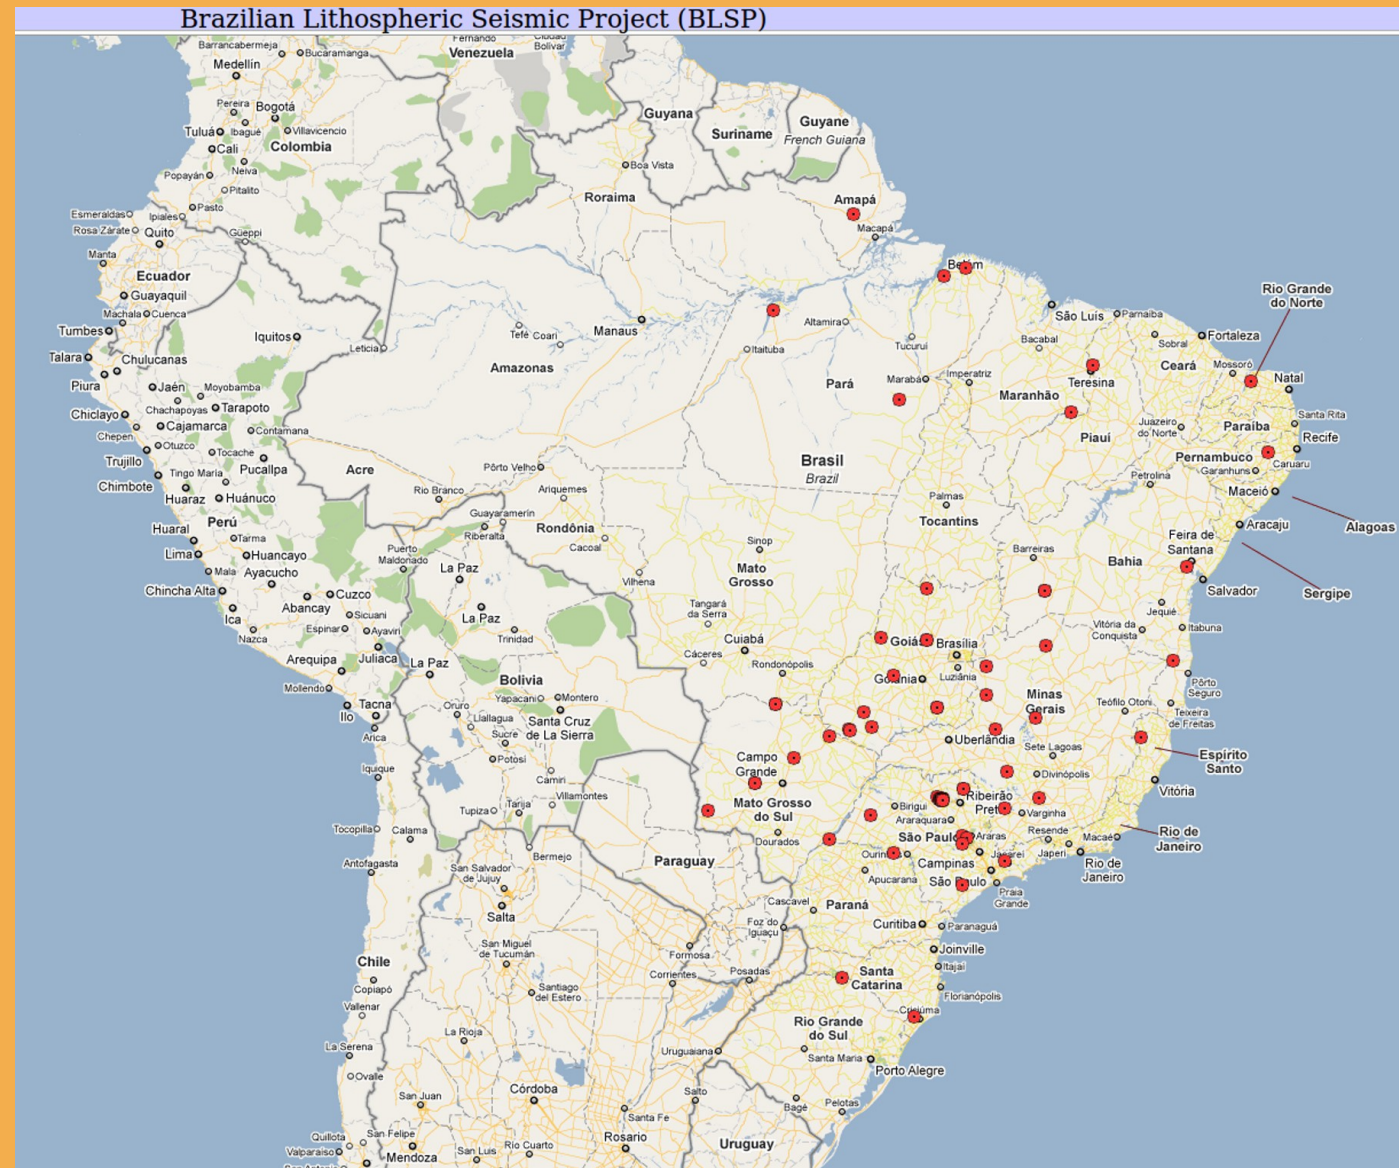 Brazilian Lithospheric Seismic Project (BLSP)
Barrancabermeja
Bucaramanga
Fernando
Venezuela
Ciudad
Bolívar
Medellín
Pereira
Bogotá
Guyana
Suriname
Guyane
French Guiana
Tuluá
Ibagué
Villavicencio
Cali
Colombia
Neiva
Boa Vista
Popayán
Pitalito
Roraima
Amapá
Pasto
Esmeraldas
Ipiales
Rosa Zárate
Quito
Güeppi
Macapá
Manta
Ecuador
Belém
Guayaquil
Rio Grande
do Norte
Machala
Cuenca
São Luís
Parnaíba
Tumbes
Iquitos
Tefé
Coari
Manaus
Altamira
Fortaleza
Talara
Chulucanas
Leticia
Itaituba
Tucuruí
Bacabal
Sobral
Piura
Jaén
Moyobamba
Amazonas
Pará
Marabá
Imperatriz
Teresina
Ceará
Mossoró
Natal
Chachapoyas
Tarapoto
Maranhão
Chiclayo
Cajamarca
Contamana
Piauí
Juazeiro
do Norte
Santa Rita
Paraíba
Chepen
Otuzco
Tocache
Recife
Trujillo
Pucallpa
Acre
Pôrto Velho
Brasil
Brazil
Pernambuco
Caruaru
Garanhuns
Tingo María
Petrolina
Chimbote
Huaraz
Huánuco
Rio Branco
Ariquemes
Palmas
Maceió
Perú
Guayaramerín
Riberalta
Rondônia
Tocantins
Aracaju
Alagoas
Huaral
Tarma
Cacoal
Sinop
Barreiras
Feira de
Santana
Lima
Huancayo
Puerto
Maldonado
La Paz
Mato
Grosso
Bahia
Mala
Ayacucho
Vilhena
Salvador
Sergipe
Chincha Alta
Cuzco
Abancay
La Paz
Tangará
da Serra
Jequié
Ica
Sicuani
Nazca
Espinar
Ayaviri
Trinidad
Cuiabá
Goiás
Brasília
Vitória da
Conquista
Itabuna
Arequipa
Juliaca
La Paz
Cáceres
Rondonópolis
Goiânia
Luziânia
Mollendo
Bolivia
Pôrto
Seguro
Ilo
Tacna
Oruro
Yapacaní
Montero
Minas
Gerais
Teófilo Otoni
Teixeira
de Freitas
Arica
Llallagua
Santa Cruz
de La Sierra
Sucre
Uberlândia
Sete Lagoas
Espirito
Santo
Iquique
Potosí
Campo
Grande
Divinópolis
Camiri
Villamontes
Vitória
Tupiza
Tarija
Mato Grosso
do Sul
Birigui
Ribeirão
Preto
Araraquara
Varginha
Tocopilla
Calama
Dourados
São Paulo
Araras
Resende
Macaé
Rio de
Janeiro
Bermejo
Antofagasta
San Salvador
de Jujuy
Paraguay
Ourinhos
Campinas
Jacareí
Japeri
Rio de
Janeiro
Apucarana
São Paulo
Praia
Grande
Salta
Cascavel
Paraná
Foz do
Iguaçu
Curitiba
Paranaguá
San Miguel
de Tucumán
Formosa
Joinville
Chile
Corrientes
Posadas
Santa
Catarina
Itajaí
Copiapó
Santiago
del Estero
Florianópolis
Vallenar
Criciúma
La Rioja
Rio Grande
do Sul
La Serena
Uruguaiana
Santa Maria
Ovalle
Porto Alegre
San Juan
Córdoba
Salto
Bagé
Pelotas
Santa Fe
Quillota
San Felipe
Rosario
Uruguay
Valparaíso
Mendoza
San Luis
Río Cuarto